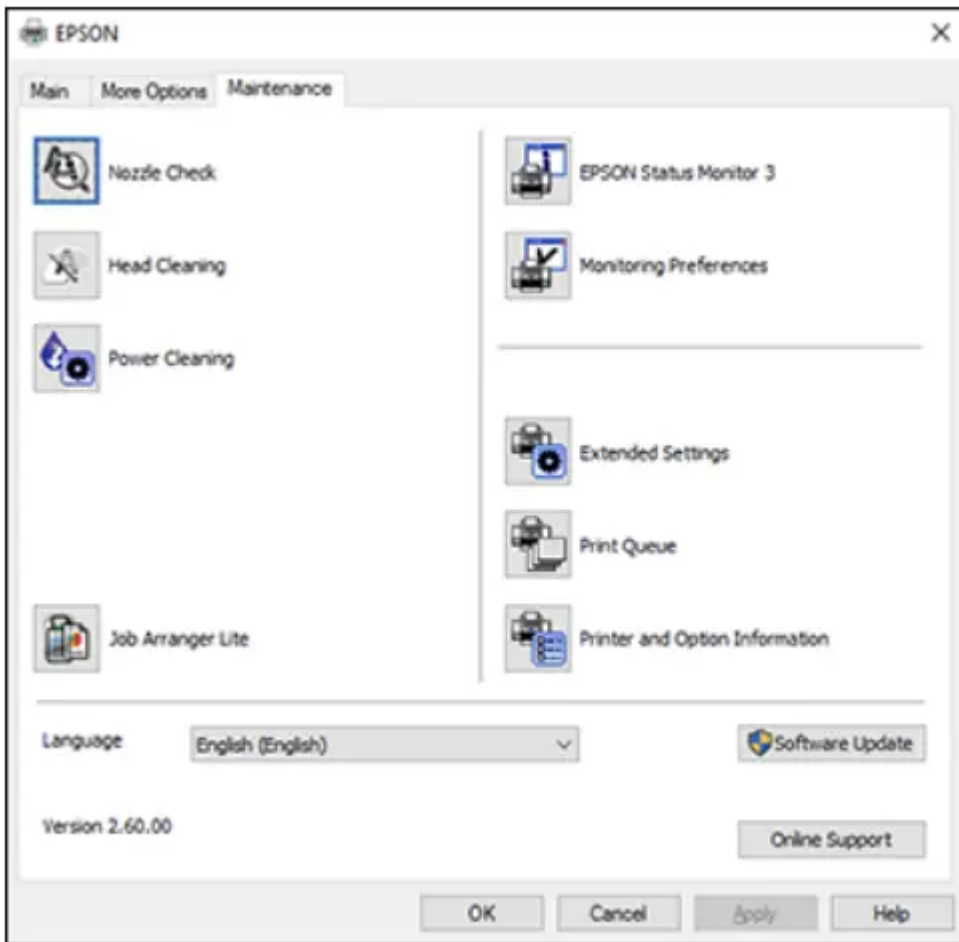 EPSON
Main
More Options
Maintenance
Nozzle Check
Head Cleaning
Power Cleaning
Job Arranger Lite
EPSON Status Monitor 3
Monitoring Preferences
Extended Settings
Print Queue
Printer and Option Information
Language
English (English)
Software Update
Version 2.60.00
Online Support
OK
Cancel
Apply
Help